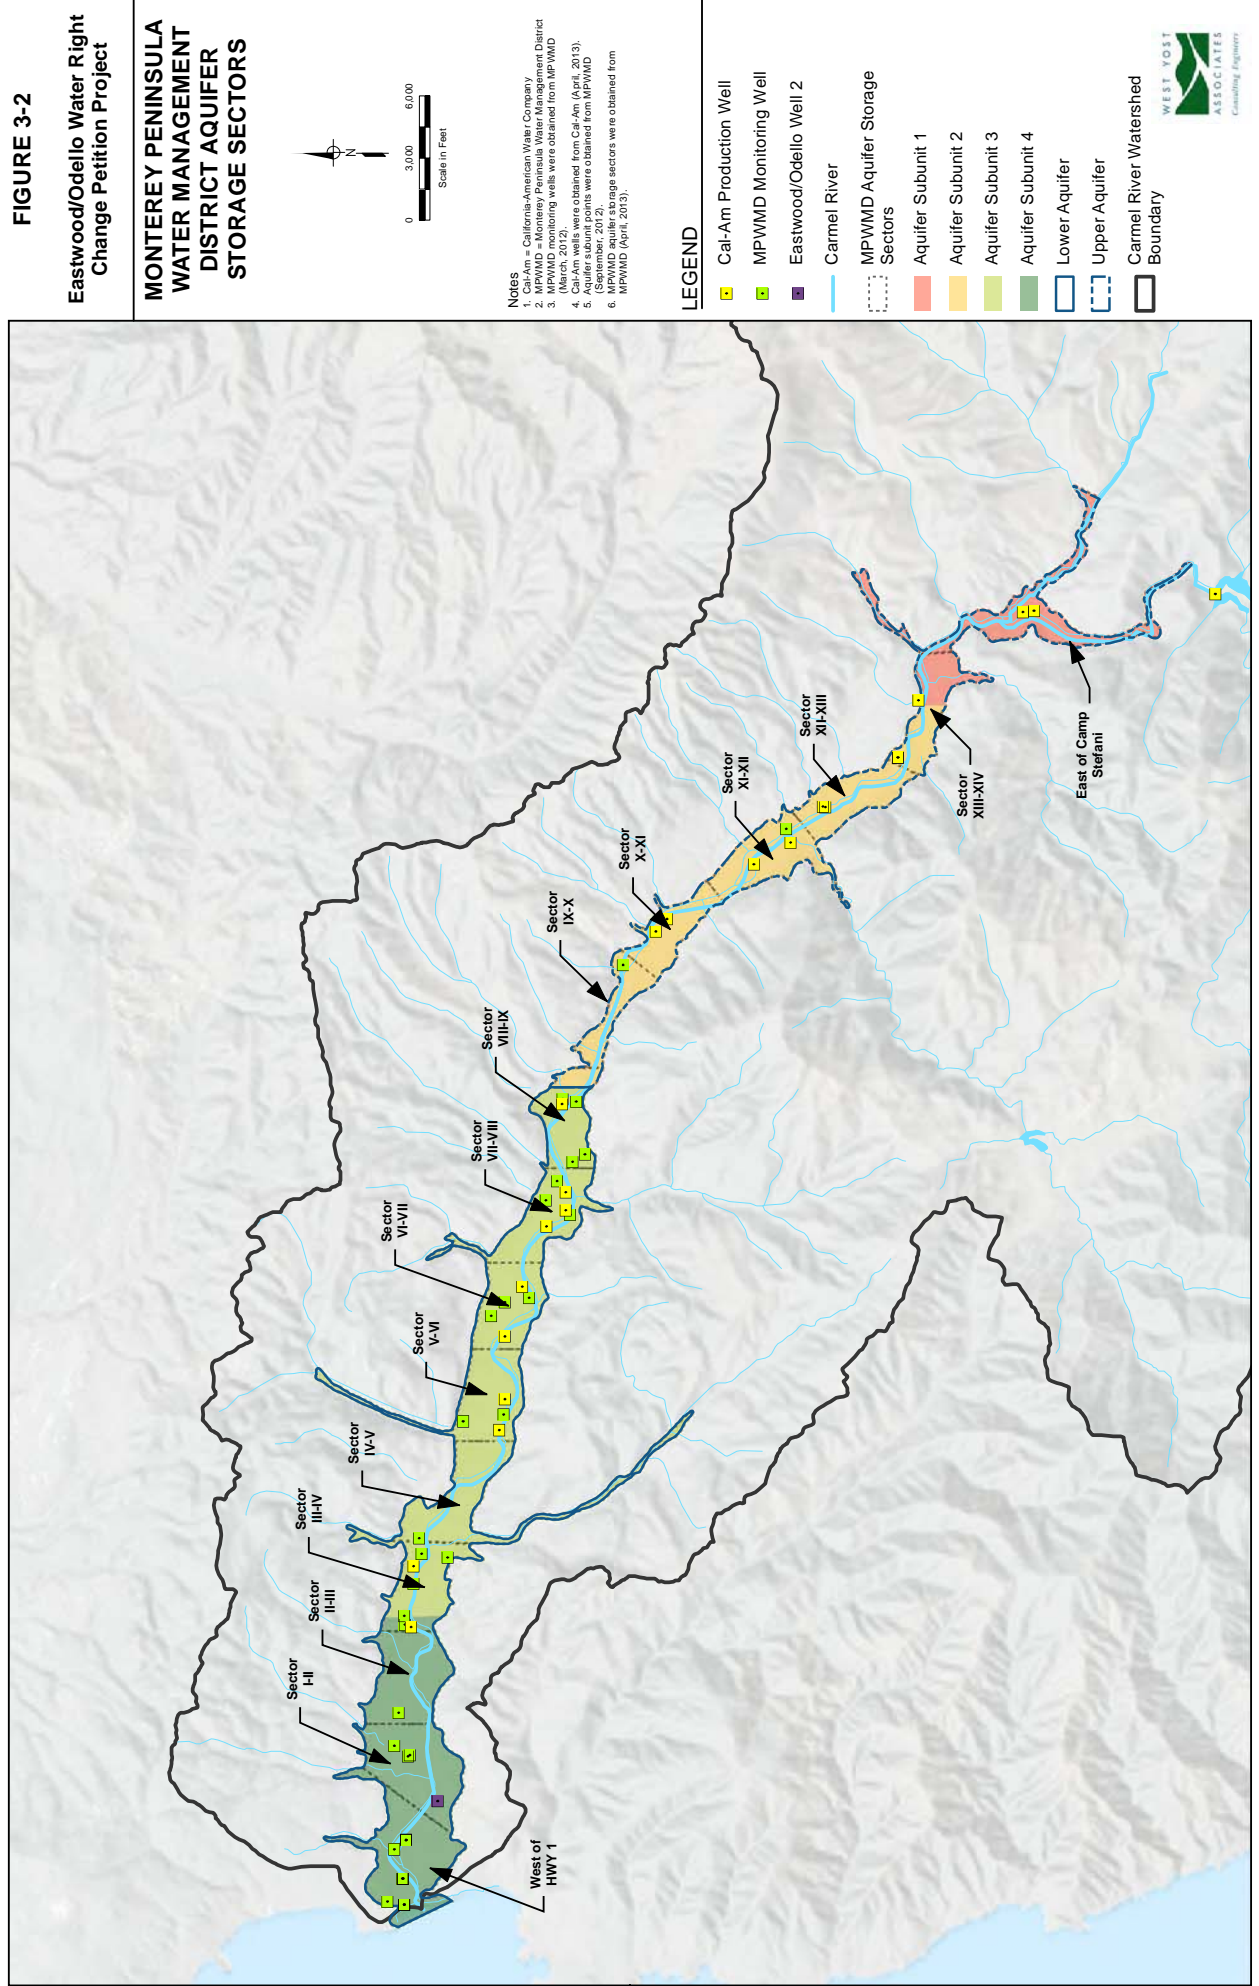 FIGURE 3-2
Eastwood/Odello Water Right
Change Petition Project
MONTEREY PENINSULA
WATER MANAGEMENT
DISTRICT AQUIFER
STORAGE SECTORS
N
0 3,000 6,000
Scale in Feet
Notes
1. Cal-Am = California-American Water Company
2. MPWMD = Monterey Peninsula Water Management District
3. MPWMD monitoring wells were obtained from MPWMD
(March, 2012).
4. Cal-Am wells were obtained from Cal-Am (April, 2013).
5. Aquifer subunit points were obtained from MPWMD
(September, 2012).
6. MPWMD aquifer storage sectors were obtained from
MPWMD (April, 2013).
LEGEND
Cal-Am Production Well
MPWMD Monitoring Well
Eastwood/Odello Well 2
Carmel River
MPWMD Aquifer Storage
Sectors
Aquifer Subunit 1
Aquifer Subunit 2
Aquifer Subunit 3
Aquifer Subunit 4
Lower Aquifer
Upper Aquifer
Carmel River Watershed
Boundary
WEST YOST
ASSOCIATES
Consulting Engineers
West of
HWY 1
Sector
I-II
Sector
II-III
Sector
III-IV
Sector
IV-V
Sector
V-VI
Sector
VI-VII
Sector
VII-VIII
Sector
VIII-IX
Sector
IX-X
Sector
X-XI
Sector
XI-XII
Sector
XII-XIII
Sector
XIII-XIV
East of Camp
Stefani